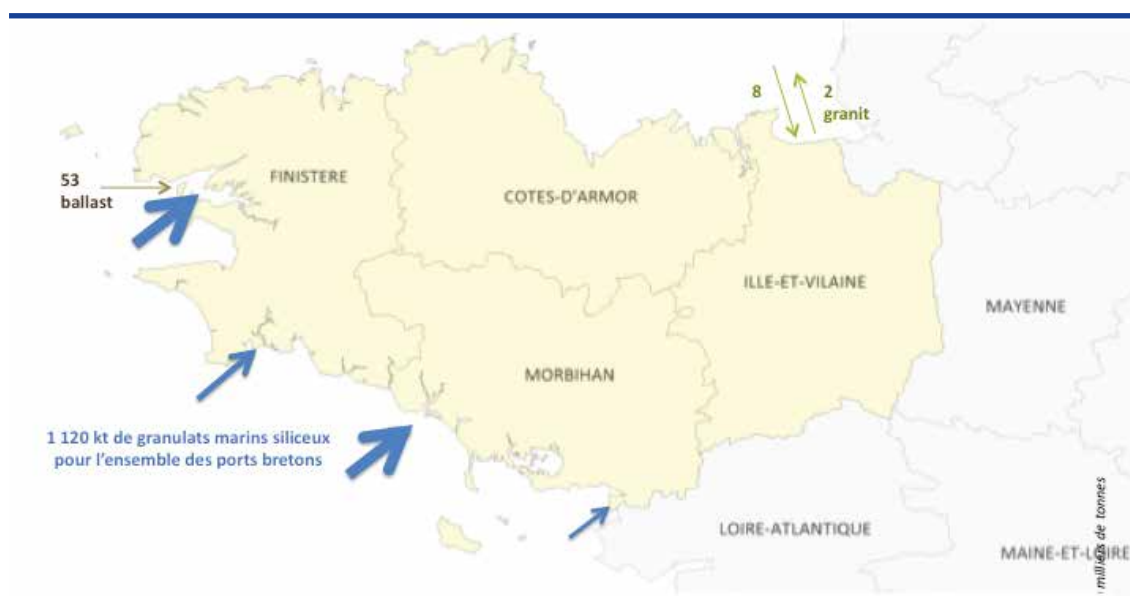 8
2
granit
53
ballast
FINISTERE
COTES-D'ARMOR
ILLE-ET-VILAINE
MAYENNE
MORBIHAN
1 120 kt de granulats marins siliceux
pour l'ensemble des ports bretons
LOIRE-ATLANTIQUE
MAINE-ET-LOIRE
milliers de tonnes